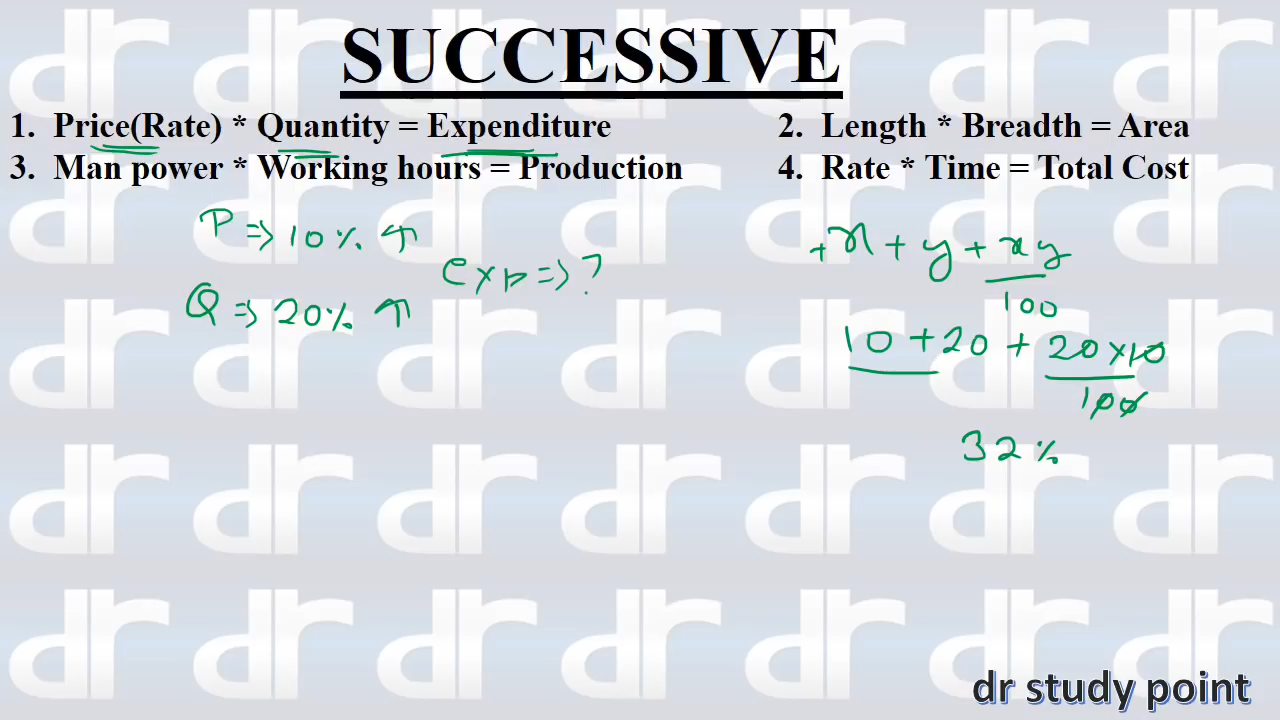 SUCCESSIVE
1. Price(Rate) * Quantity = Expenditure
2. Length * Breadth = Area
3. Man power * Working hours = Production
4. Rate * Time = Total Cost
P => 10% ↑
exp => ?
Q => 20% ↑
+x + y + xy
100
10 + 20 + 20×10
100
32%
dr study point